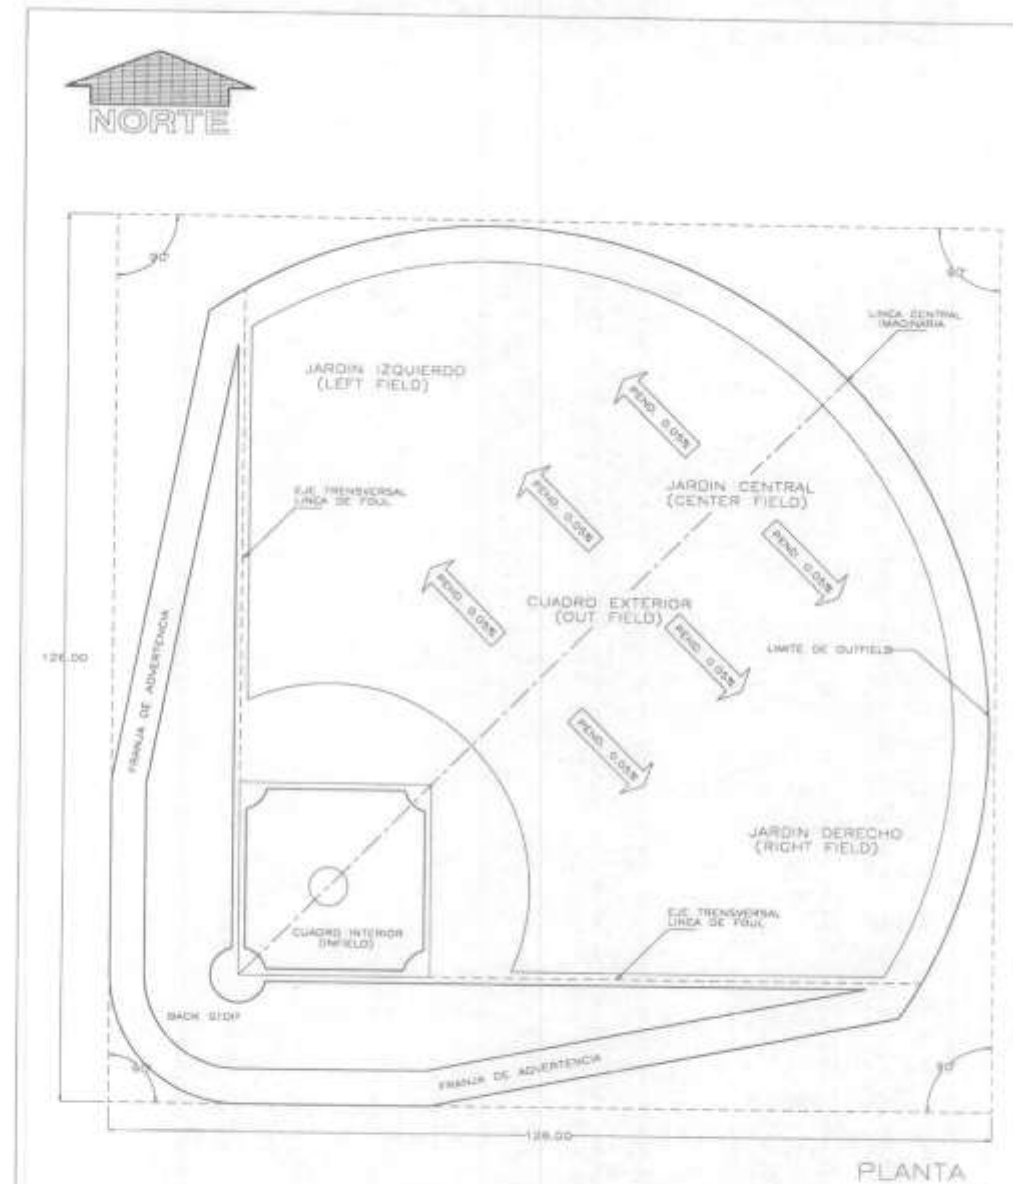 NORTE
90°
90°
LINEA CENTRAL
IMAGINARIA
JARDIN IZQUIERDO
(LEFT FIELD)
PEND. 0.05%
JARDIN CENTRAL
(CENTER FIELD)
EJE TRENSVERSAL
LINEA DE FOUL
PEND. 0.05%
PEND. 0.05%
PEND. 0.05%
CUADRO EXTERIOR
(OUT FIELD)
PEND. 0.05%
LIMITE DE OUTFIELD
126.00
FRANJA DE ADVERTENCIA
PEND. 0.05%
JARDIN DERECHO
(RIGHT FIELD)
EJE TRENSVERSAL
LINEA DE FOUL
CUADRO INTERIOR
(INFIELD)
BACK STOP
FRANJA DE ADVERTENCIA
90°
90°
126.00
PLANTA